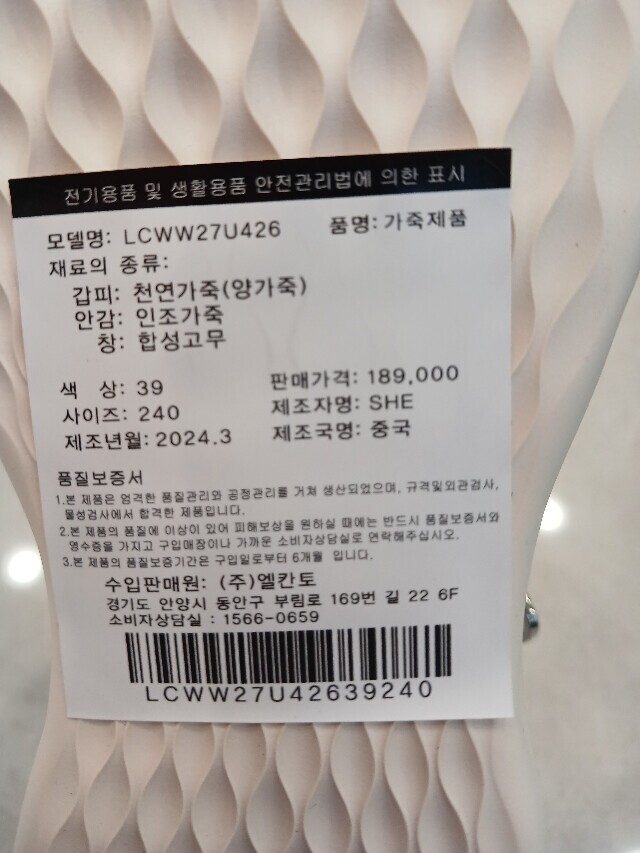 전기용품 및 생활용품 안전관리법에 의한 표시
모델명: LCWW27U426 품명: 가죽제품
재료의 종류:
갑피: 천연가죽(양가죽)
안감: 인조가죽
창: 합성고무
색 상: 39 판매가격: 189,000
사이즈: 240 제조자명: SHE
제조년월: 2024.3 제조국명: 중국
품질보증서
1.본 제품은 엄격한 품질관리와 공정관리를 거쳐 생산되었으며, 규격및외관검사,
물성검사에서 합격한 제품입니다.
2.본 제품의 품질에 이상이 있어 피해보상을 원하실 때에는 반드시 품질보증서와
영수증을 가지고 구입매장이나 가까운 소비자상담실로 연락해주십시오.
3.본 제품의 품질보증기간은 구입일로부터 6개월 입니다.
수입판매원: (주)엘칸토
경기도 안양시 동안구 부림로 169번 길 22 6F
소비자상담실 : 1566-0659
LCWW27U42639240